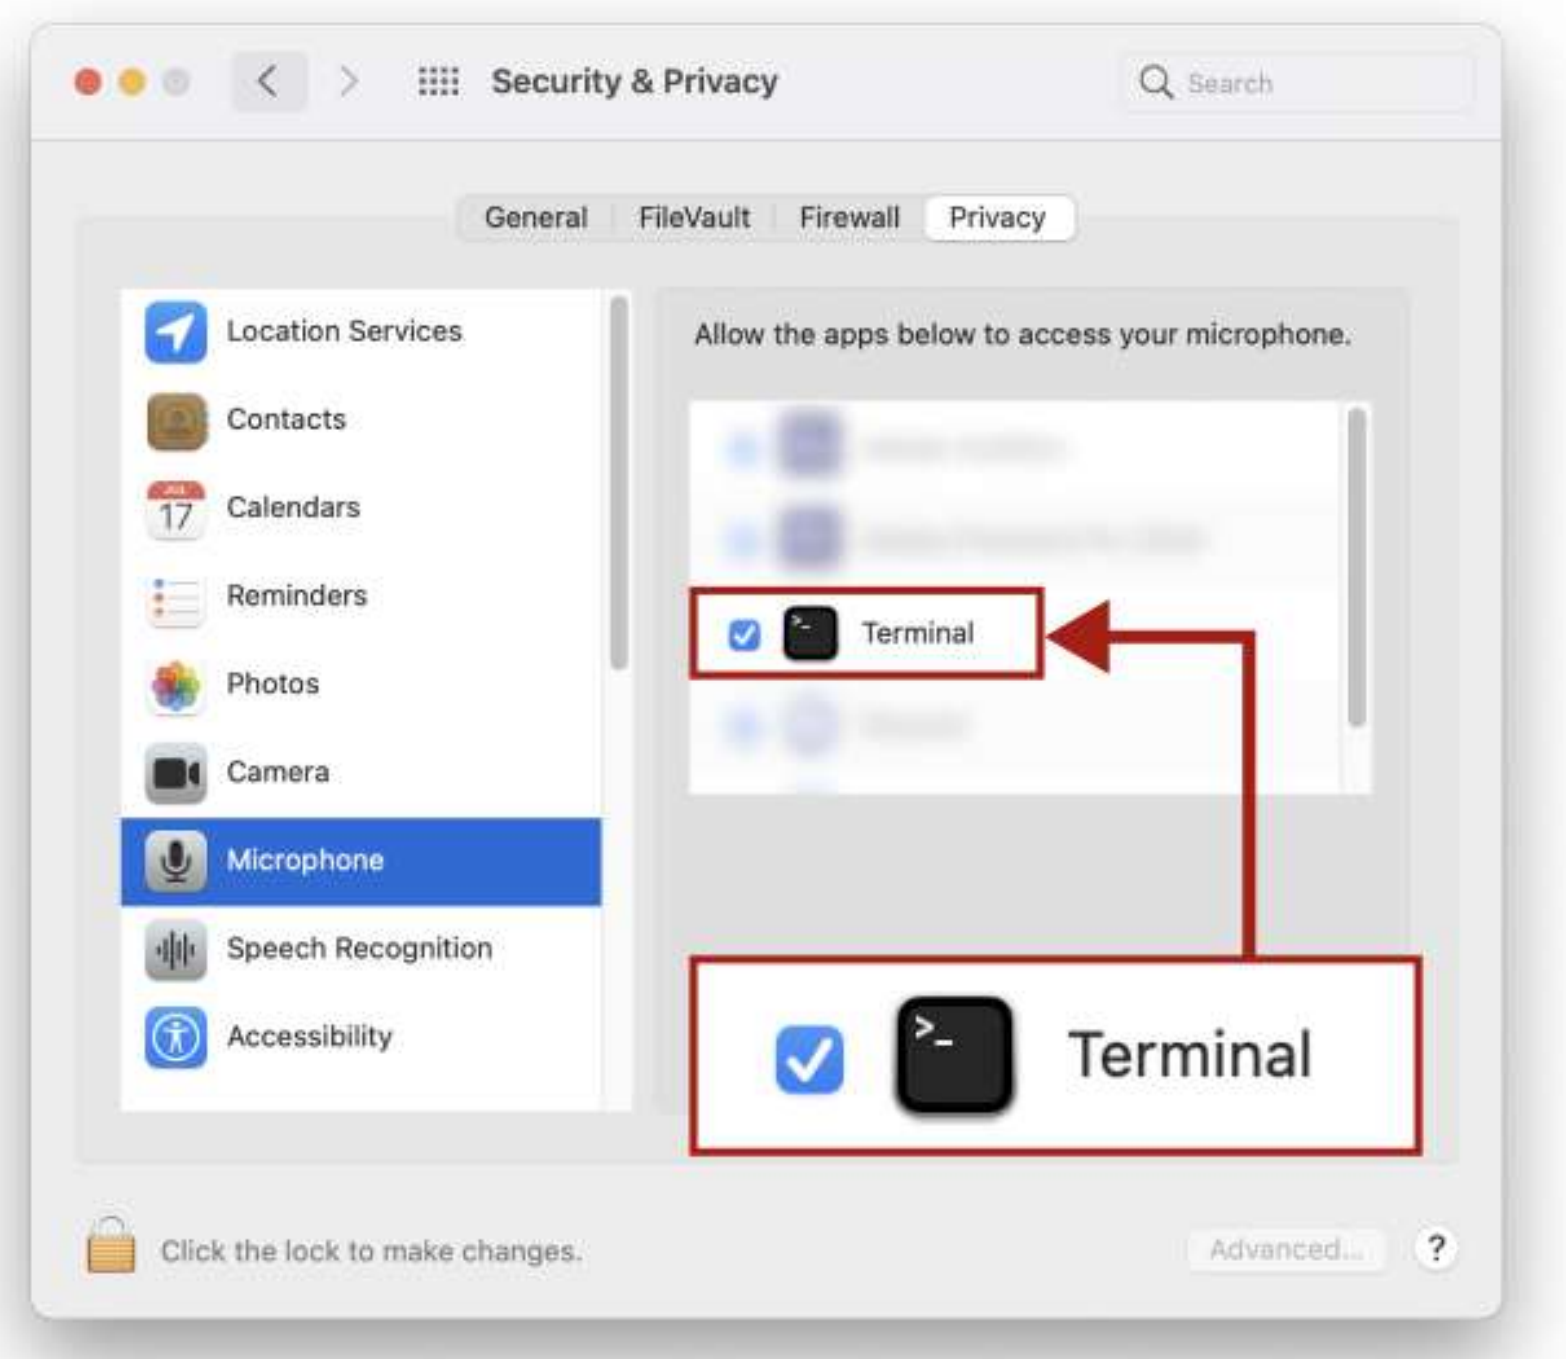 Security & Privacy
Search
General
FileVault
Firewall
Privacy
Location Services
Contacts
JUL
17
Calendars
Reminders
Photos
Camera
Microphone
Speech Recognition
Accessibility
Allow the apps below to access your microphone.
>_
Terminal
>_
Terminal
Click the lock to make changes.
Advanced...
?